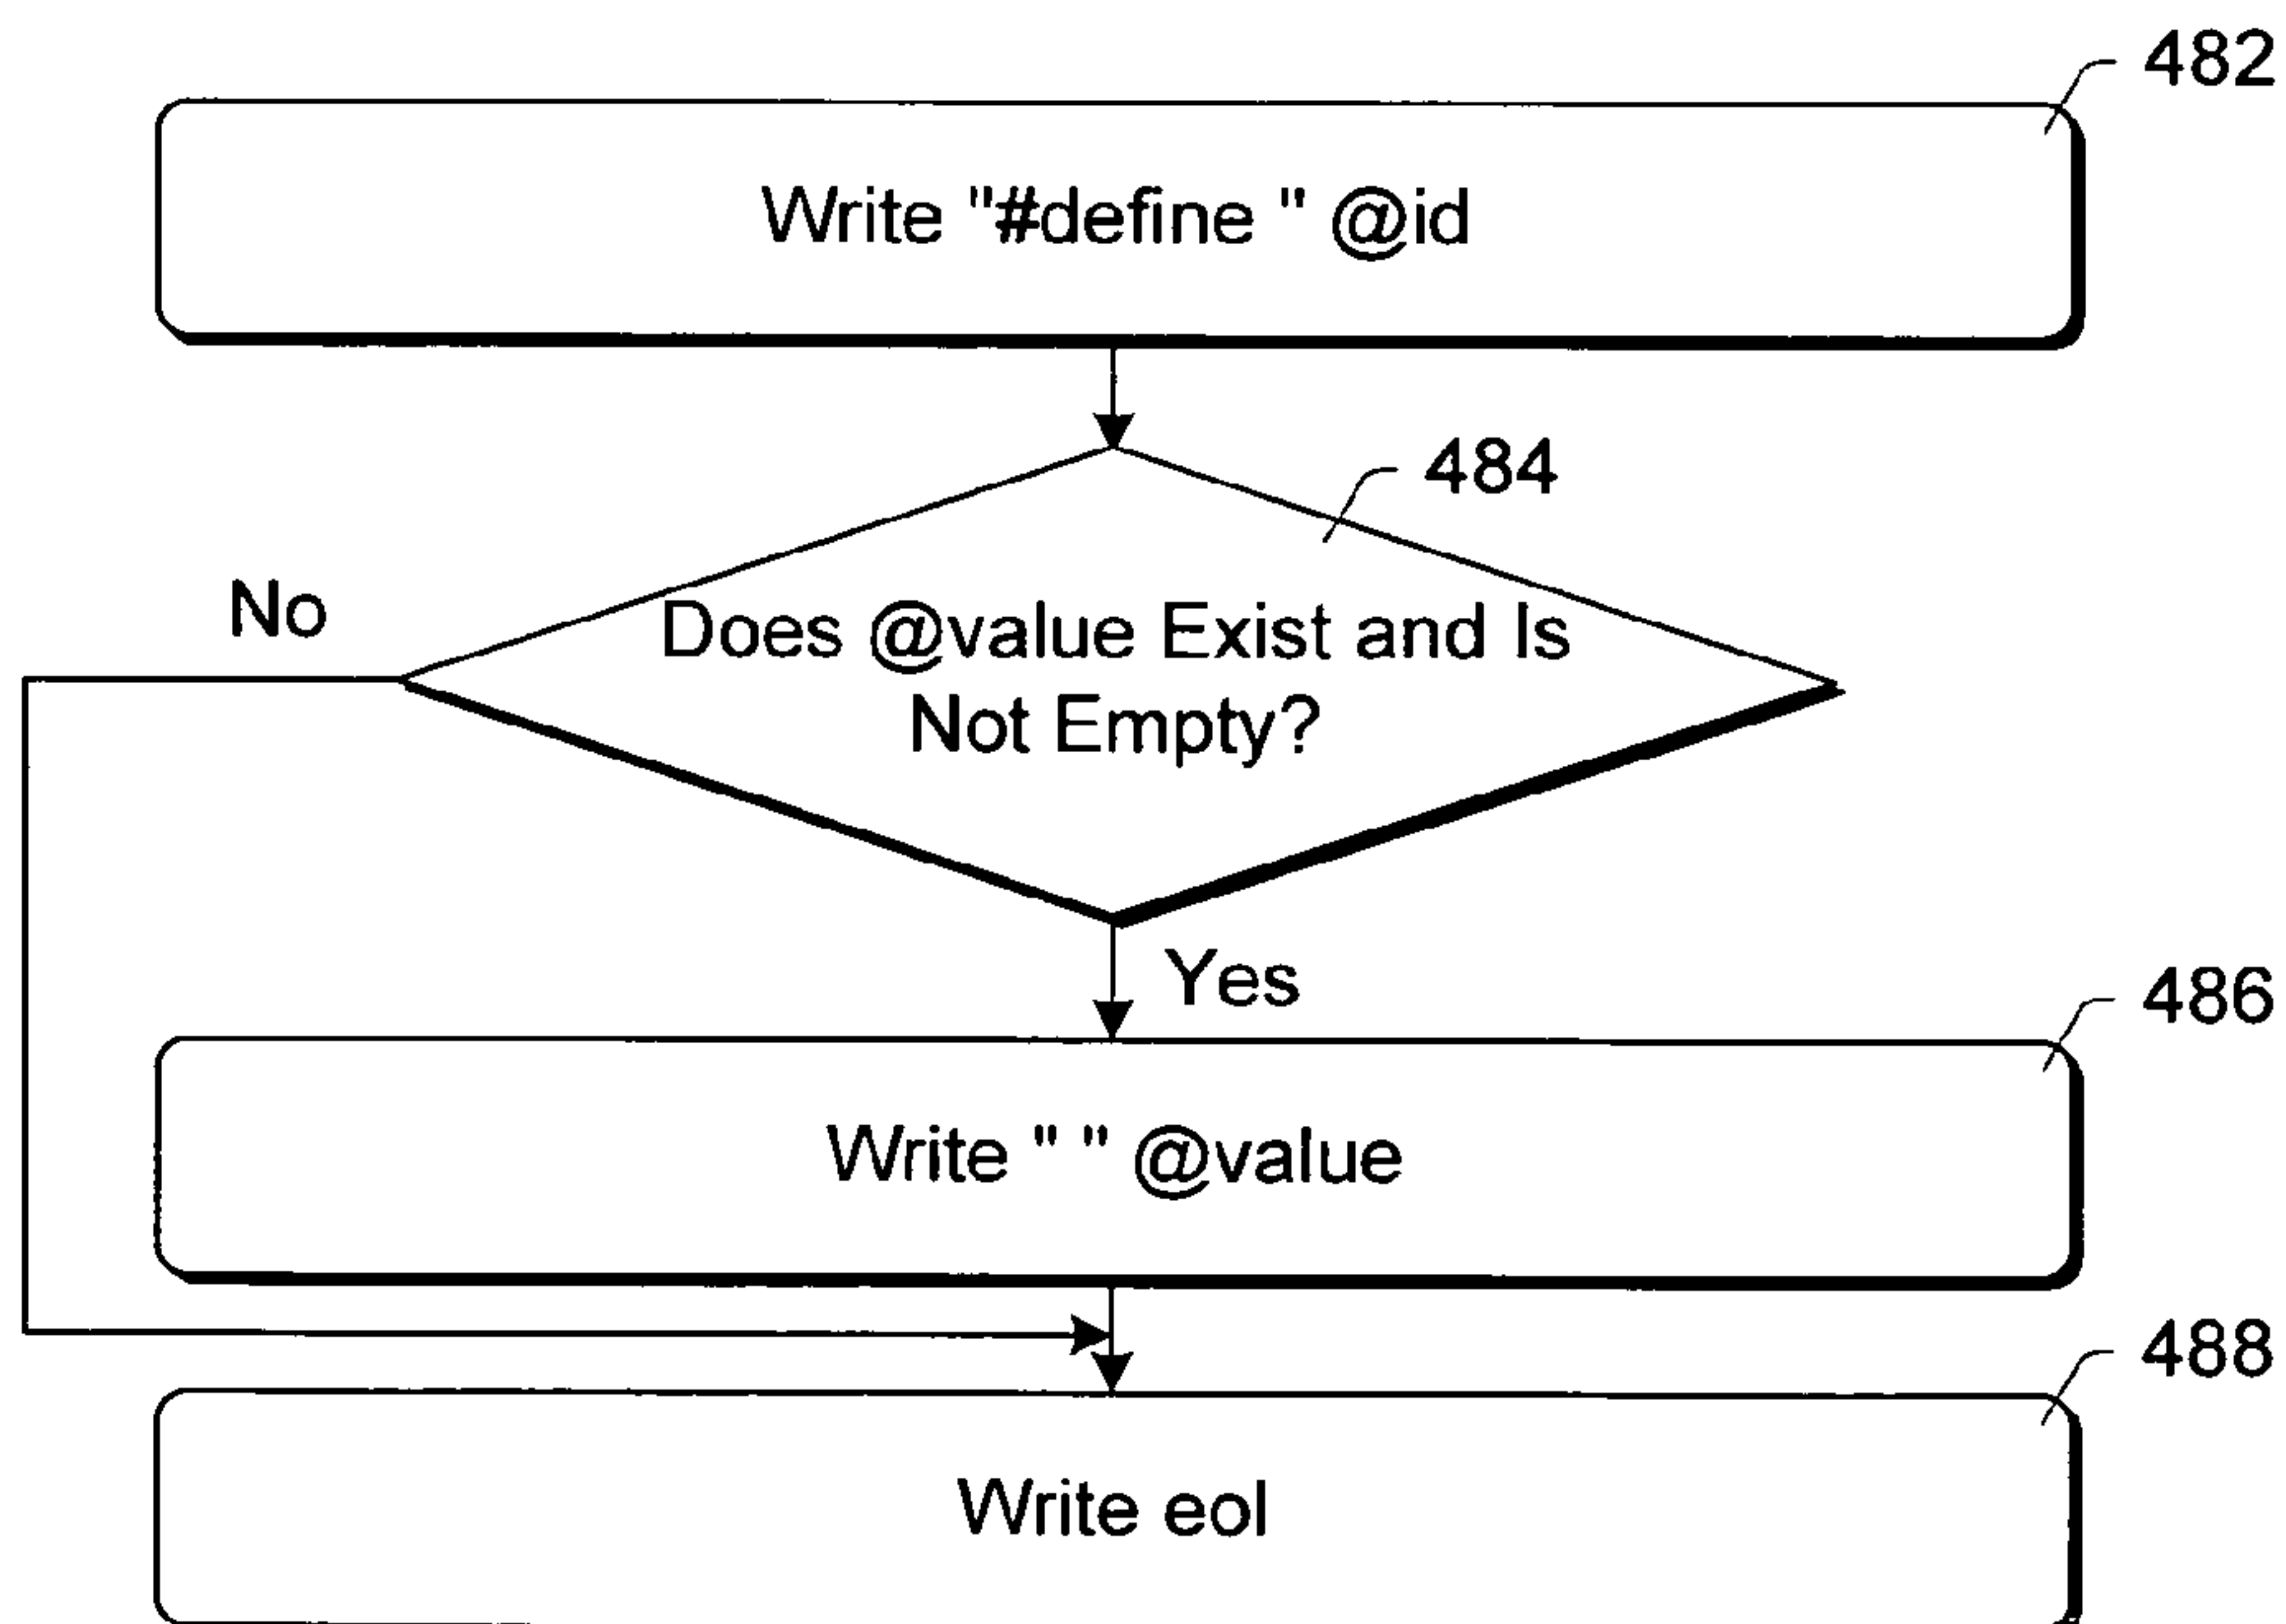 482
Write "#define " @id
484
No
Does @value Exist and Is
Not Empty?
Yes
486
Write " " @value
488
Write eol